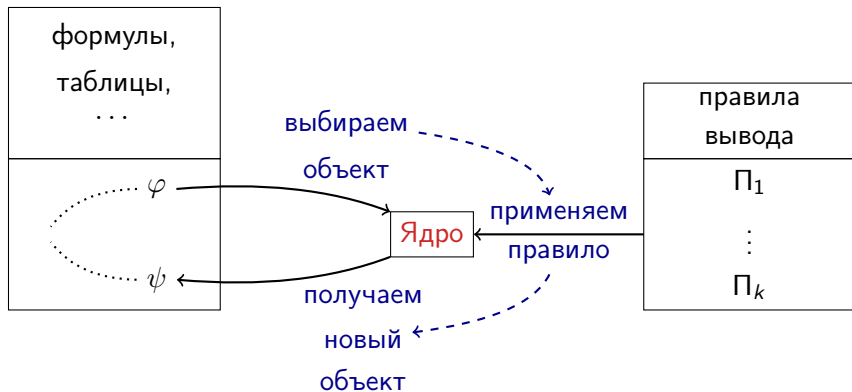 формулы,
таблицы,
...
φ
ψ
выбираем
объект
Ядро
получаем
новый
объект
применяем
правило
правила
вывода
Π₁
⋮
Πₖ